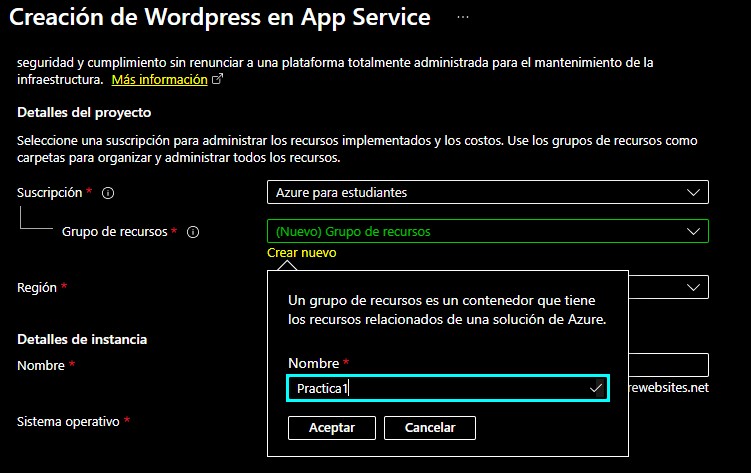 Creación de Wordpress en App Service ...
seguridad y cumplimiento sin renunciar a una plataforma totalmente administrada para el mantenimiento de la
infraestructura. Más información
Detalles del proyecto
Seleccione una suscripción para administrar los recursos implementados y los costos. Use los grupos de recursos como
carpetas para organizar y administrar todos los recursos.
Suscripción *
Azure para estudiantes
Grupo de recursos *
(Nuevo) Grupo de recursos
Crear nuevo
Región *
Un grupo de recursos es un contenedor que tiene
los recursos relacionados de una solución de Azure.
Detalles de instancia
Nombre *
Nombre *
Practica1
rewebsites.net
Sistema operativo *
Aceptar
Cancelar